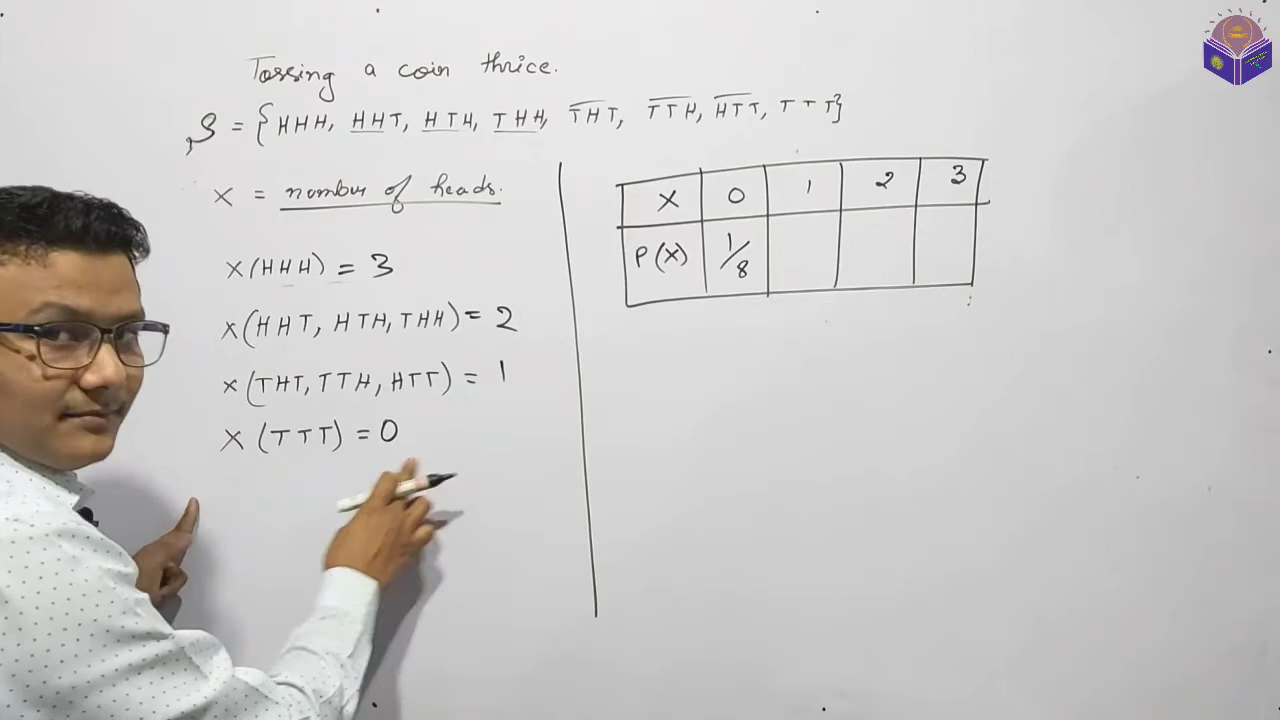 Tossing a coin thrice.
S = {HHH, HHT, HTH, THH, THT, TTH, HTT, TTT}
X = number of heads.
X(HHH) = 3
X(HHT, HTH, THH) = 2
X(THT, TTH, HTT) = 1
X(TTT) = 0
X 0 1 2 3
P(X) 1/8